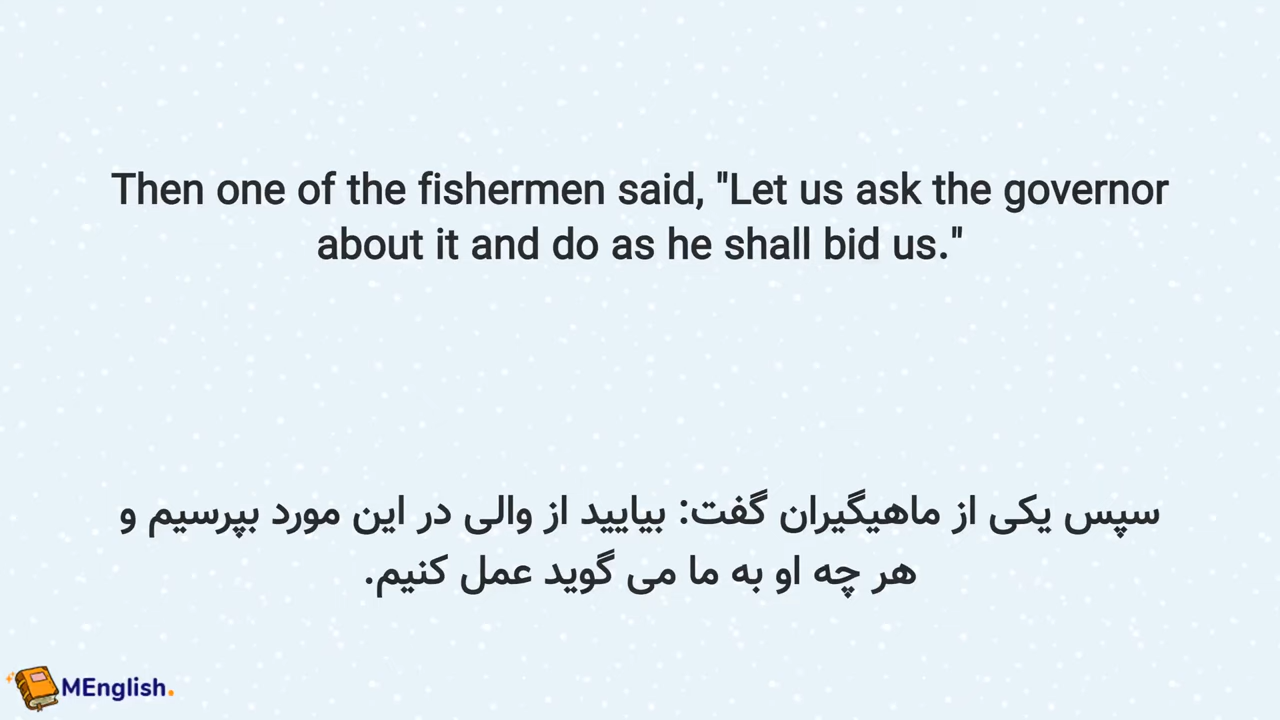 Then one of the fishermen said, "Let us ask the governor
about it and do as he shall bid us."
سپس یکی از ماهیگیران گفت: بیایید از والی در این مورد بپرسیم و
هر چه او به ما می گوید عمل کنیم.
MEnglish.